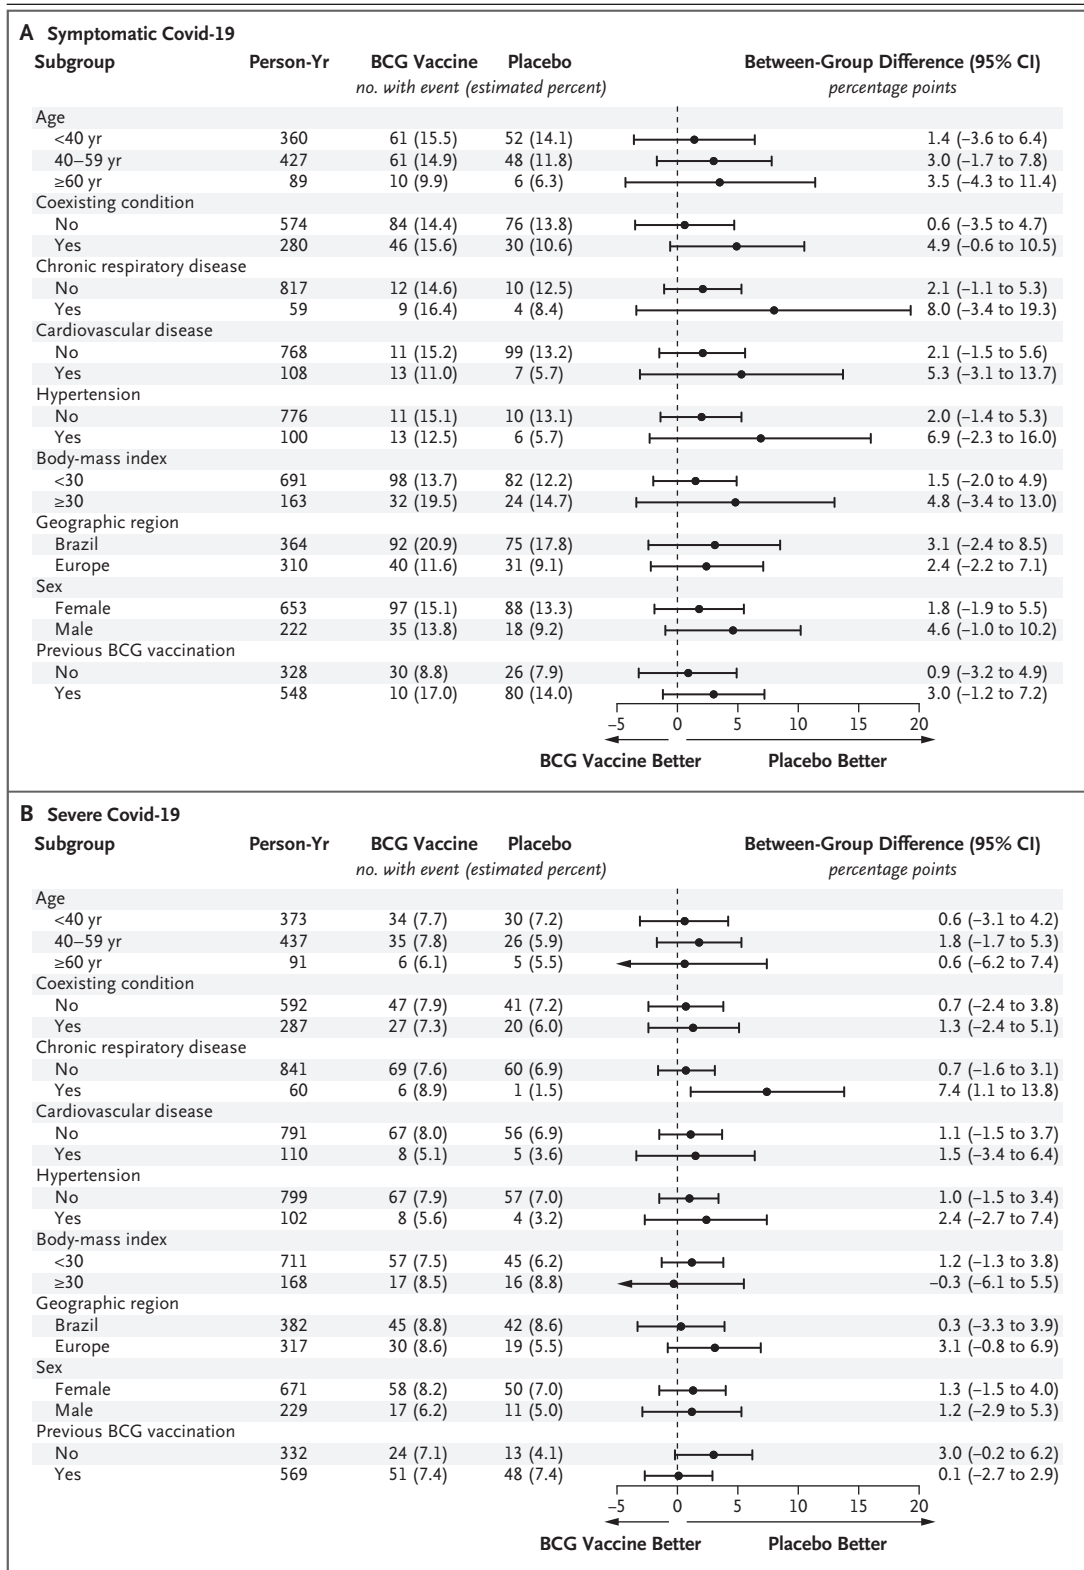 A Symptomatic Covid-19
Subgroup Person-Yr BCG Vaccine Placebo Between-Group Difference (95% CI)
no. with event (estimated percent) percentage points
Age
<40 yr 360 61 (15.5) 52 (14.1) 1.4 (–3.6 to 6.4)
40–59 yr 427 61 (14.9) 48 (11.8) 3.0 (–1.7 to 7.8)
≥60 yr 89 10 (9.9) 6 (6.3) 3.5 (–4.3 to 11.4)
Coexisting condition
No 574 84 (14.4) 76 (13.8) 0.6 (–3.5 to 4.7)
Yes 280 46 (15.6) 30 (10.6) 4.9 (–0.6 to 10.5)
Chronic respiratory disease
No 817 12 (14.6) 10 (12.5) 2.1 (–1.1 to 5.3)
Yes 59 9 (16.4) 4 (8.4) 8.0 (–3.4 to 19.3)
Cardiovascular disease
No 768 11 (15.2) 99 (13.2) 2.1 (–1.5 to 5.6)
Yes 108 13 (11.0) 7 (5.7) 5.3 (–3.1 to 13.7)
Hypertension
No 776 11 (15.1) 10 (13.1) 2.0 (–1.4 to 5.3)
Yes 100 13 (12.5) 6 (5.7) 6.9 (–2.3 to 16.0)
Body-mass index
<30 691 98 (13.7) 82 (12.2) 1.5 (–2.0 to 4.9)
≥30 163 32 (19.5) 24 (14.7) 4.8 (–3.4 to 13.0)
Geographic region
Brazil 364 92 (20.9) 75 (17.8) 3.1 (–2.4 to 8.5)
Europe 310 40 (11.6) 31 (9.1) 2.4 (–2.2 to 7.1)
Sex
Female 653 97 (15.1) 88 (13.3) 1.8 (–1.9 to 5.5)
Male 222 35 (13.8) 18 (9.2) 4.6 (–1.0 to 10.2)
Previous BCG vaccination
No 328 30 (8.8) 26 (7.9) 0.9 (–3.2 to 4.9)
Yes 548 10 (17.0) 80 (14.0) 3.0 (–1.2 to 7.2)
–5 0 5 10 15 20
BCG Vaccine Better Placebo Better
B Severe Covid-19
Subgroup Person-Yr BCG Vaccine Placebo Between-Group Difference (95% CI)
no. with event (estimated percent) percentage points
Age
<40 yr 373 34 (7.7) 30 (7.2) 0.6 (–3.1 to 4.2)
40–59 yr 437 35 (7.8) 26 (5.9) 1.8 (–1.7 to 5.3)
≥60 yr 91 6 (6.1) 5 (5.5) 0.6 (–6.2 to 7.4)
Coexisting condition
No 592 47 (7.9) 41 (7.2) 0.7 (–2.4 to 3.8)
Yes 287 27 (7.3) 20 (6.0) 1.3 (–2.4 to 5.1)
Chronic respiratory disease
No 841 69 (7.6) 60 (6.9) 0.7 (–1.6 to 3.1)
Yes 60 6 (8.9) 1 (1.5) 7.4 (1.1 to 13.8)
Cardiovascular disease
No 791 67 (8.0) 56 (6.9) 1.1 (–1.5 to 3.7)
Yes 110 8 (5.1) 5 (3.6) 1.5 (–3.4 to 6.4)
Hypertension
No 799 67 (7.9) 57 (7.0) 1.0 (–1.5 to 3.4)
Yes 102 8 (5.6) 4 (3.2) 2.4 (–2.7 to 7.4)
Body-mass index
<30 711 57 (7.5) 45 (6.2) 1.2 (–1.3 to 3.8)
≥30 168 17 (8.5) 16 (8.8) –0.3 (–6.1 to 5.5)
Geographic region
Brazil 382 45 (8.8) 42 (8.6) 0.3 (–3.3 to 3.9)
Europe 317 30 (8.6) 19 (5.5) 3.1 (–0.8 to 6.9)
Sex
Female 671 58 (8.2) 50 (7.0) 1.3 (–1.5 to 4.0)
Male 229 17 (6.2) 11 (5.0) 1.2 (–2.9 to 5.3)
Previous BCG vaccination
No 332 24 (7.1) 13 (4.1) 3.0 (–0.2 to 6.2)
Yes 569 51 (7.4) 48 (7.4) 0.1 (–2.7 to 2.9)
–5 0 5 10 15 20
BCG Vaccine Better Placebo Better